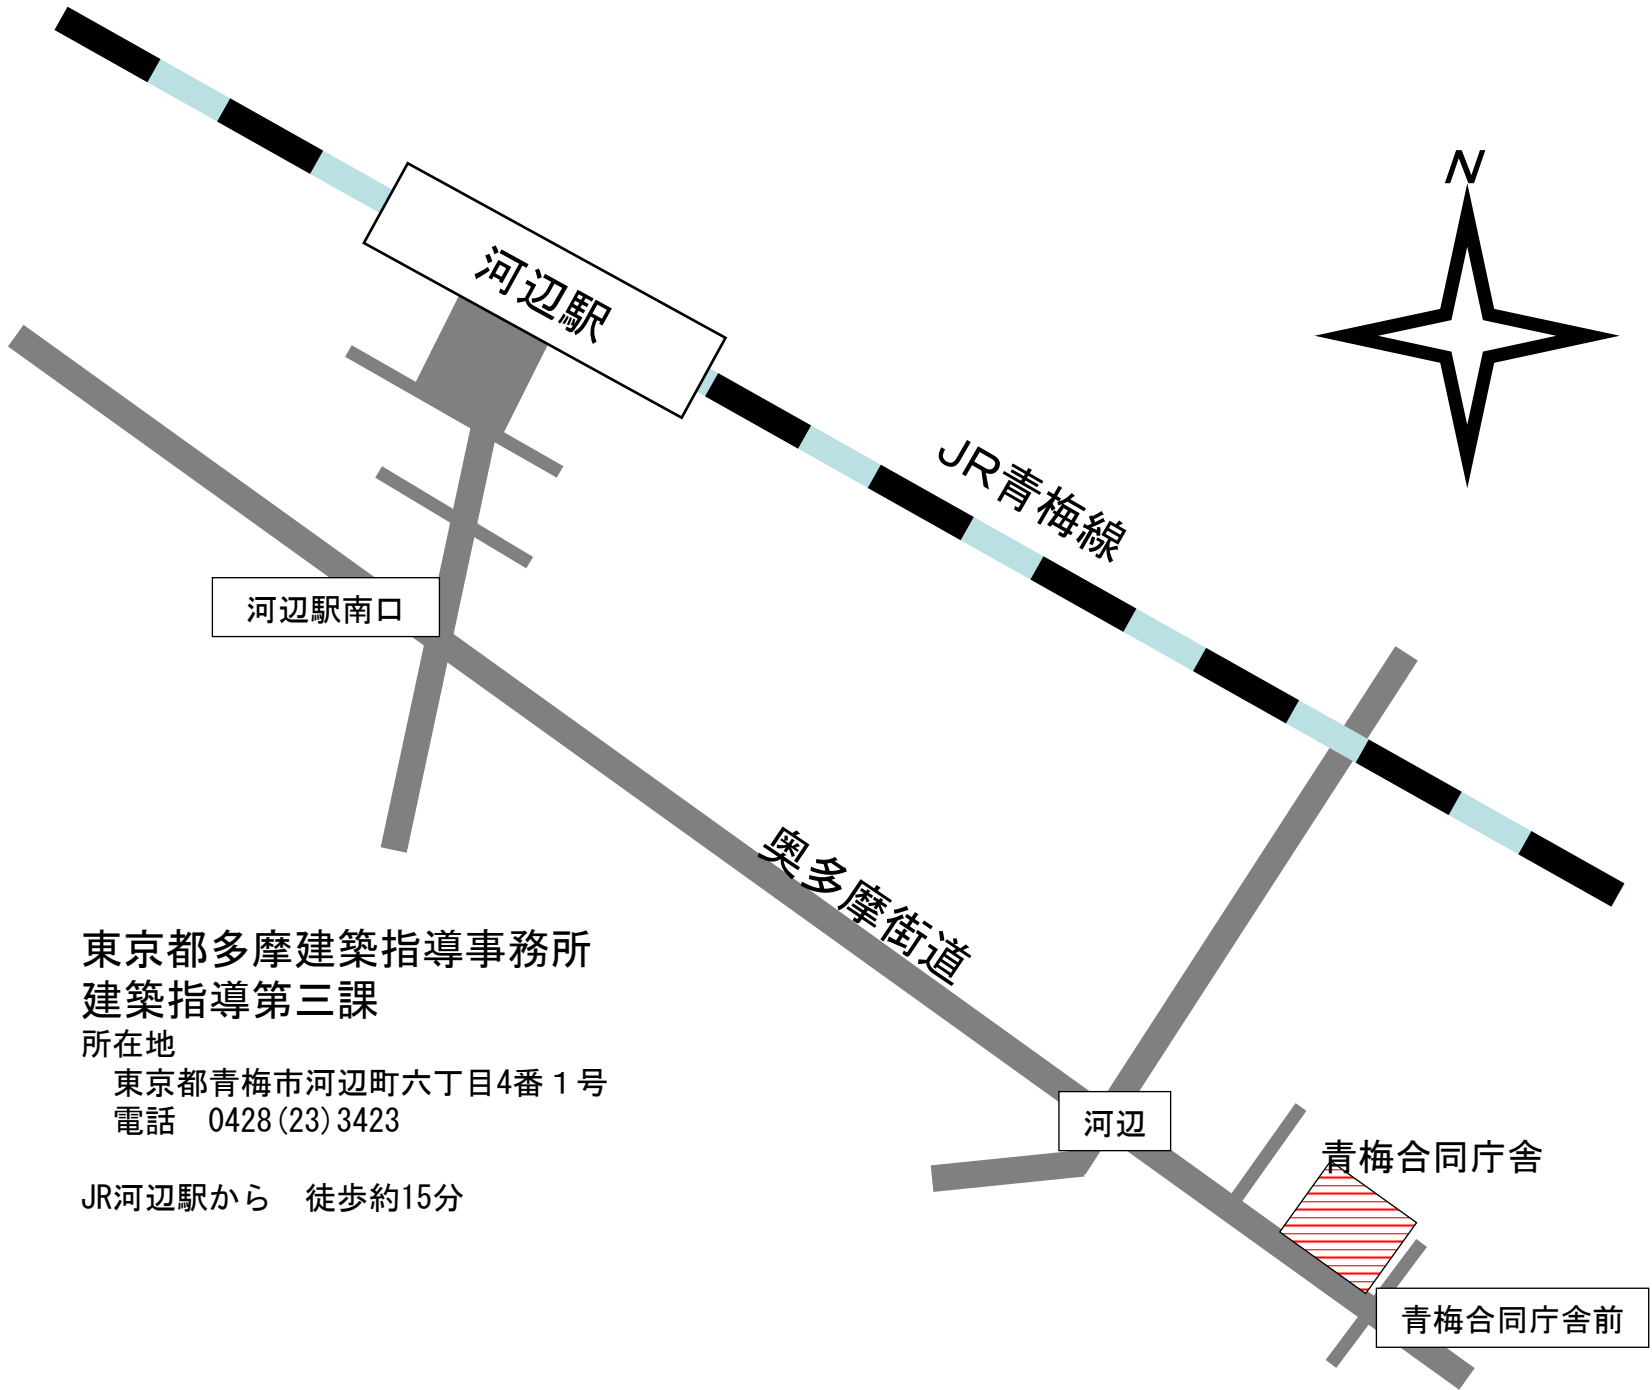 N
河辺駅
JR青梅線
河辺駅南口
奥多摩街道
東京都多摩建築指導事務所
建築指導第三課
所在地
　東京都青梅市河辺町六丁目4番１号
　電話　0428(23)3423
JR河辺駅から　徒歩約15分
河辺
青梅合同庁舎
青梅合同庁舎前